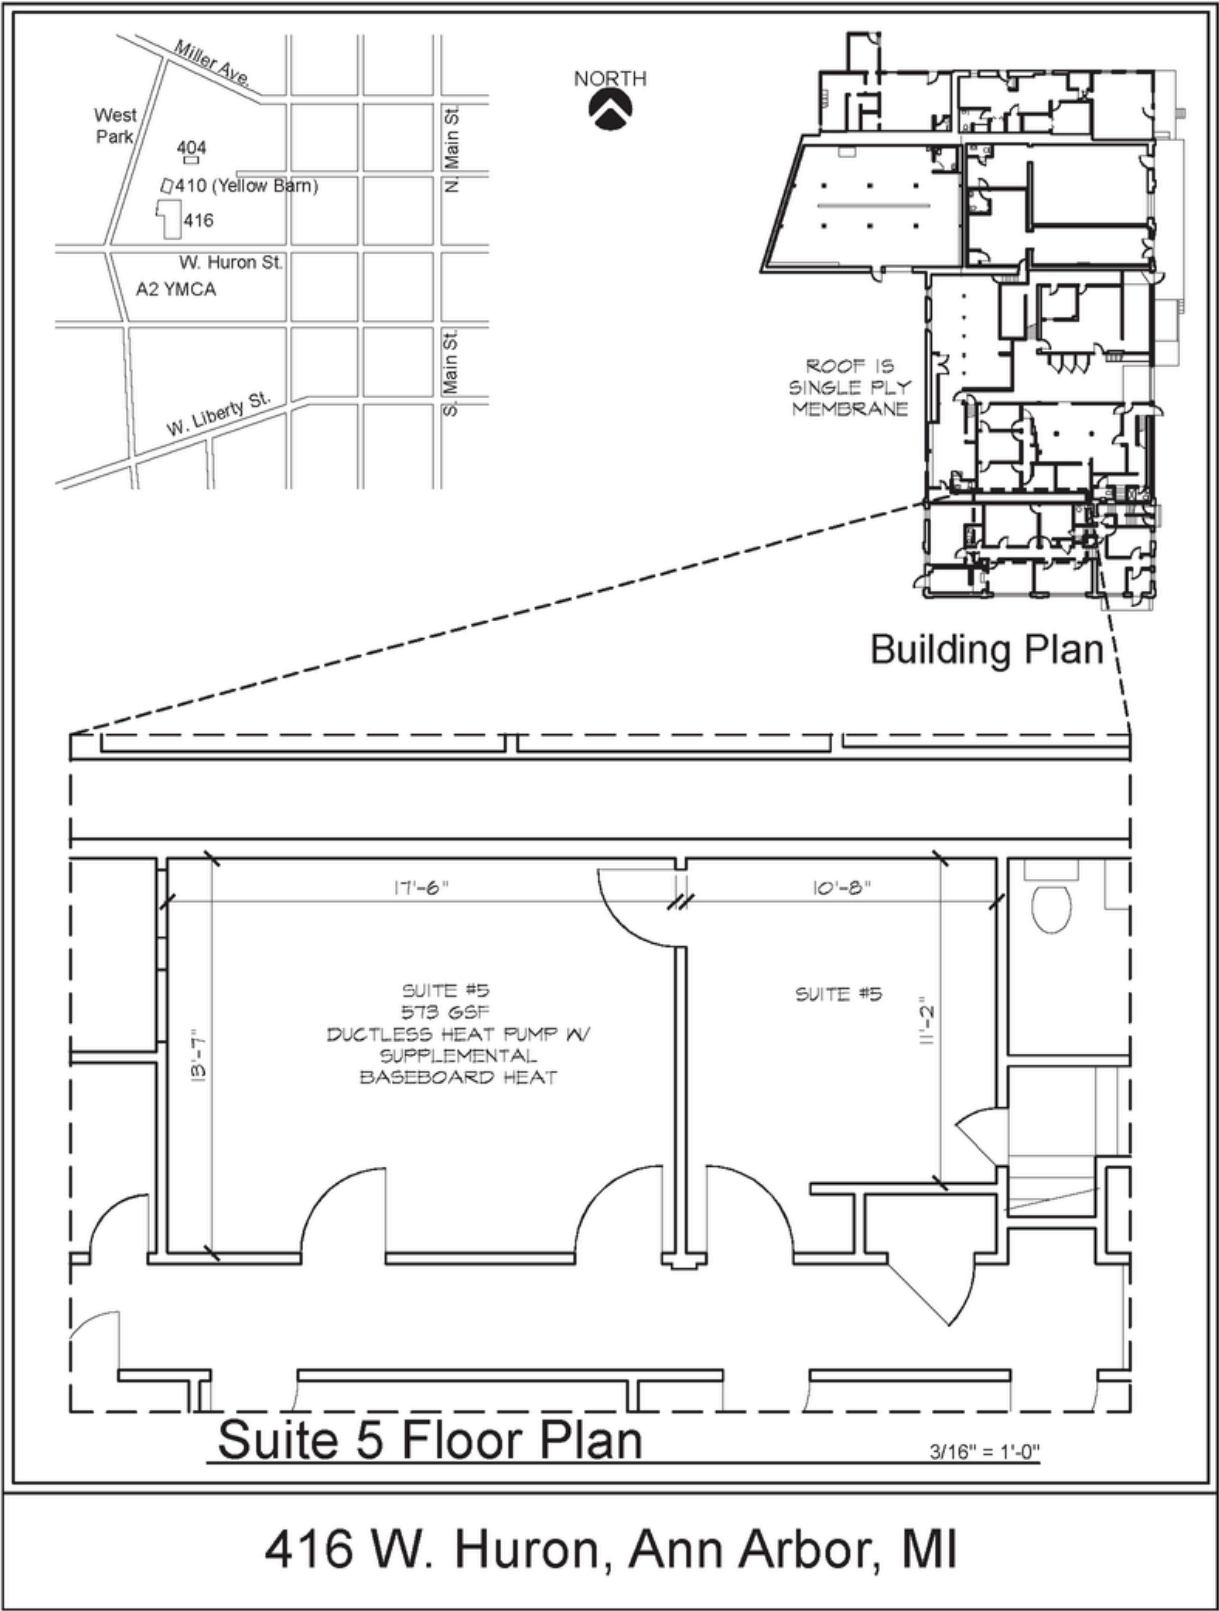 Miller Ave.
NORTH
West
Park
N. Main St.
404
410 (Yellow Barn)
416
W. Huron St.
A2 YMCA
S. Main St.
W. Liberty St.
ROOF IS
SINGLE PLY
MEMBRANE
Building Plan
17'-6"
10'-8"
SUITE #5
573 GSF
DUCTLESS HEAT PUMP W/
SUPPLEMENTAL
BASEBOARD HEAT
SUITE #5
13'-7"
11'-2"
Suite 5 Floor Plan
3/16" = 1'-0"
416 W. Huron, Ann Arbor, MI